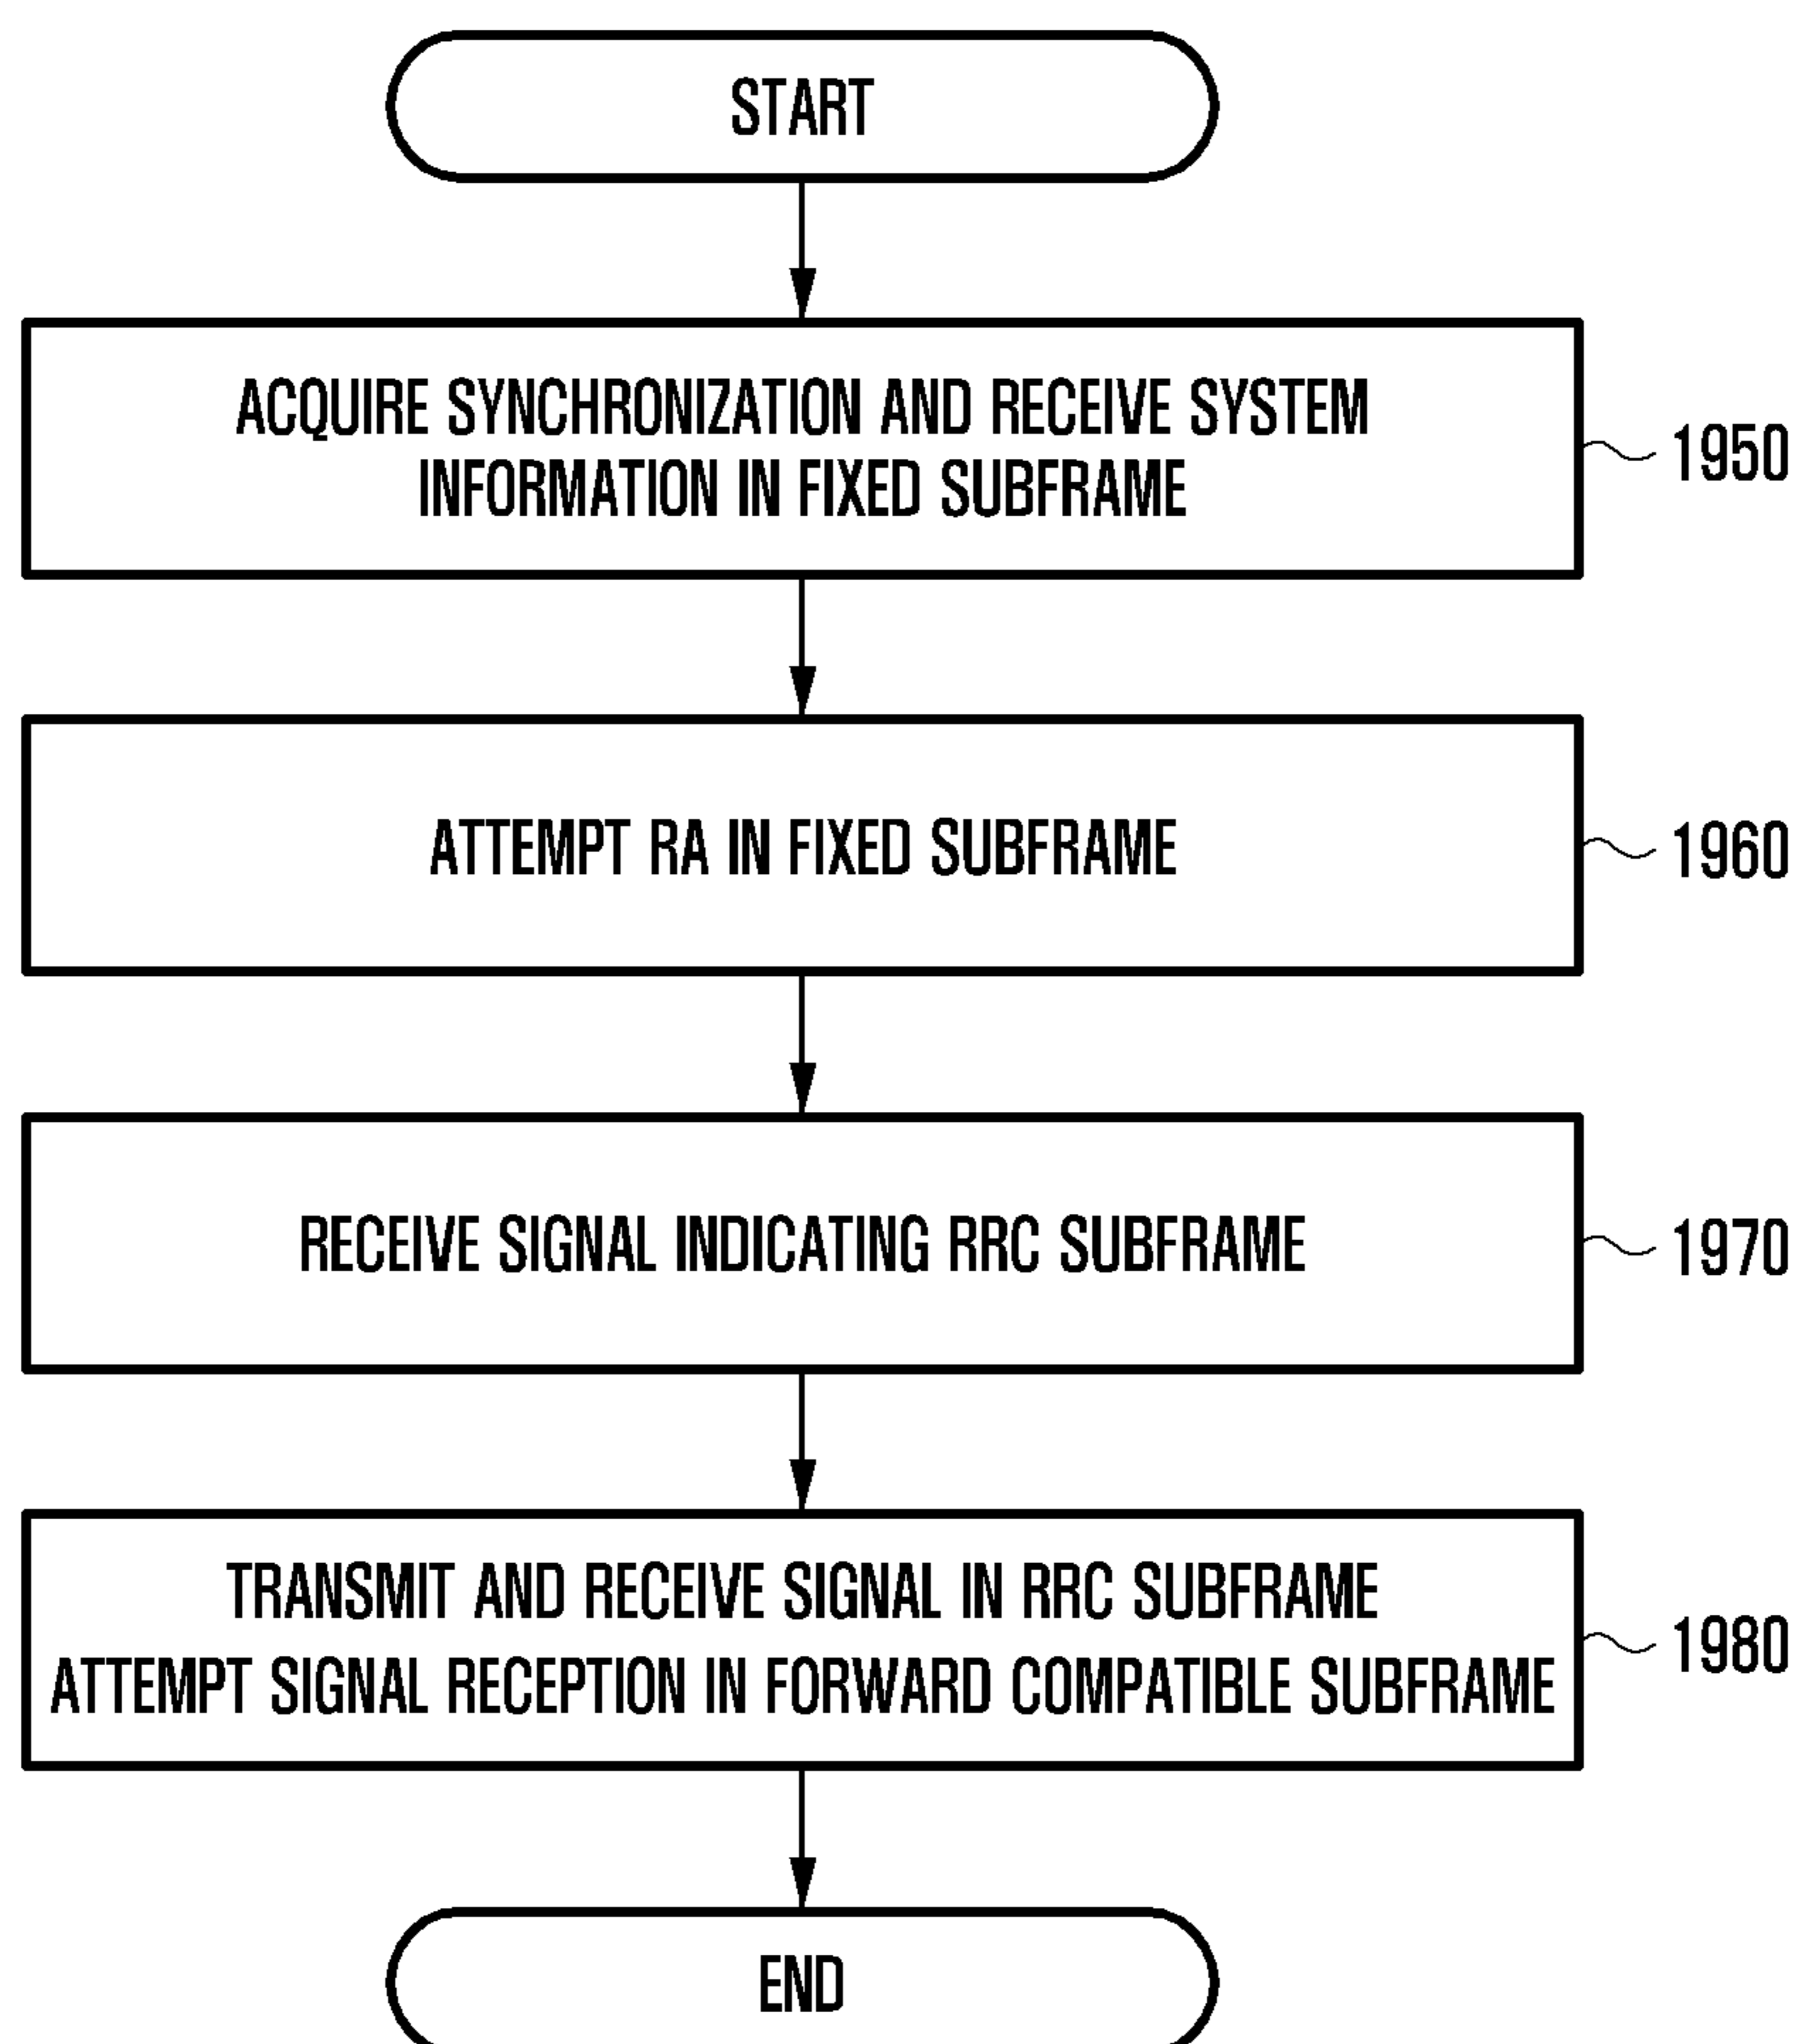 START
ACQUIRE SYNCHRONIZATION AND RECEIVE SYSTEM
INFORMATION IN FIXED SUBFRAME
1950
ATTEMPT RA IN FIXED SUBFRAME
1960
RECEIVE SIGNAL INDICATING RRC SUBFRAME
1970
TRANSMIT AND RECEIVE SIGNAL IN RRC SUBFRAME
ATTEMPT SIGNAL RECEPTION IN FORWARD COMPATIBLE SUBFRAME
1980
END